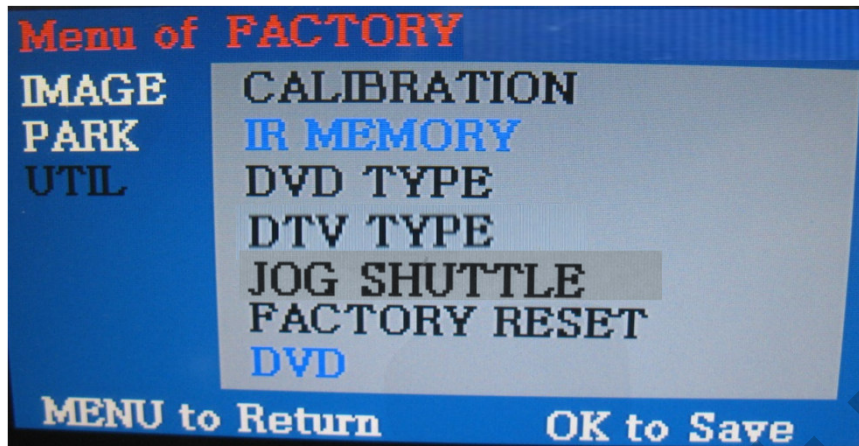 Menu of FACTORY
IMAGE
PARK
UTIL
CALIBRATION
IR MEMORY
DVD TYPE
DTV TYPE
JOG SHUTTLE
FACTORY RESET
DVD
MENU to Return
OK to Save